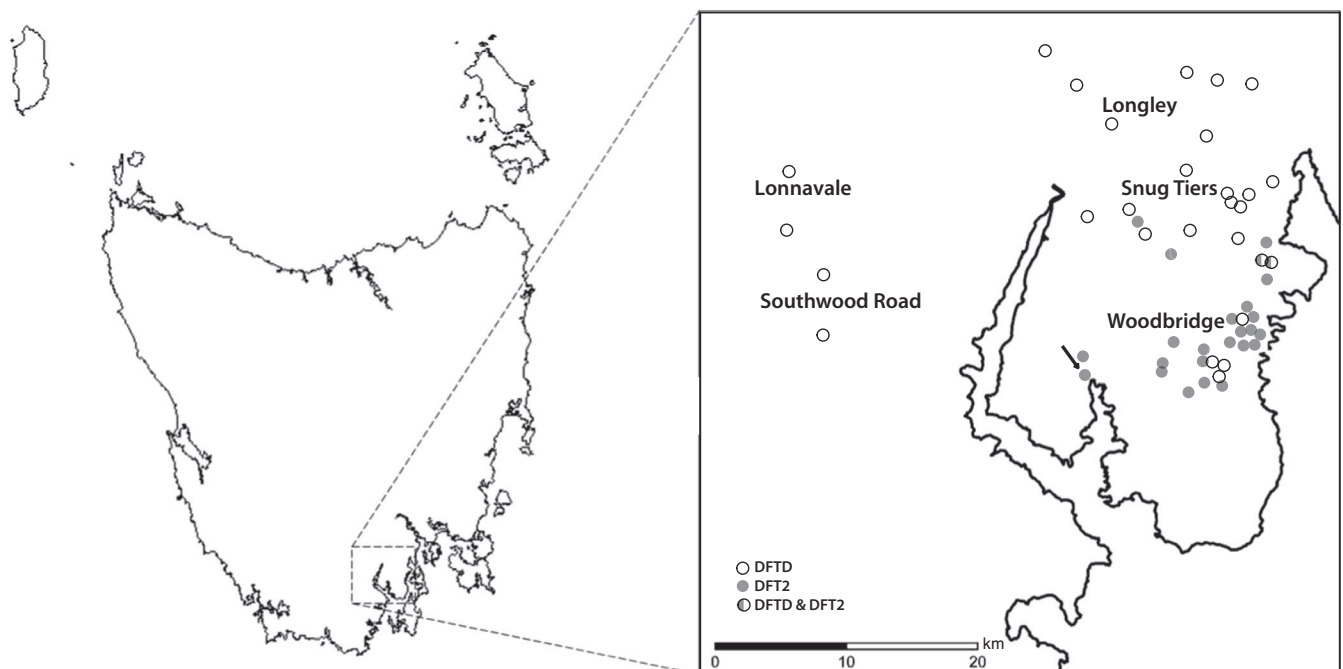 Longley
Lonnavale
Snug Tiers
Southwood Road
Woodbridge
DFTD
DFT2
DFTD & DFT2
km
0 10 20